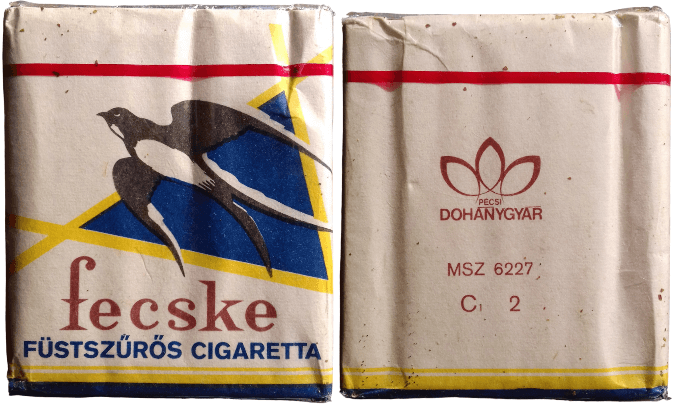 fecske
FÜSTSZŰRŐS CIGARETTA
PÉCSI
DOHÁNYGYÁR
MSZ 6227
C₁ 2